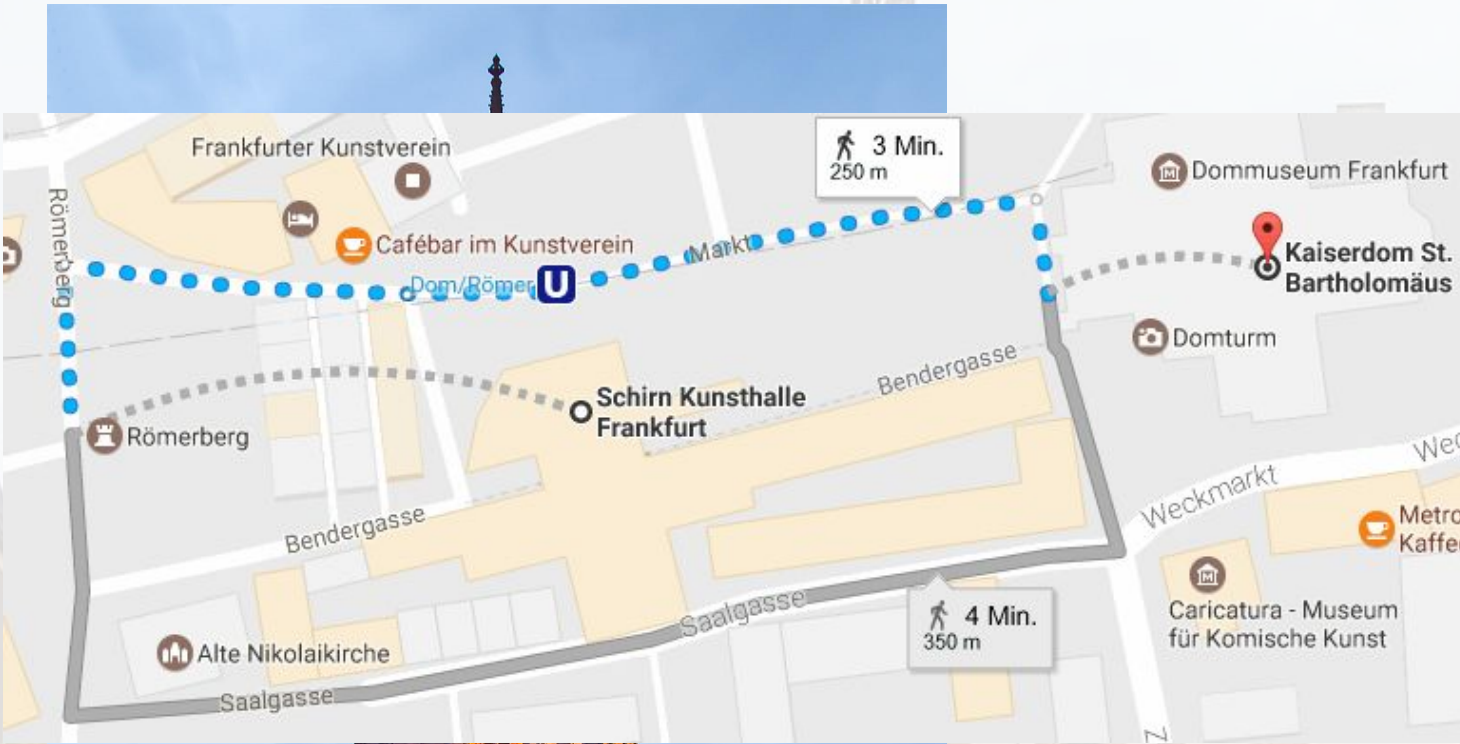 Frankfurter Kunstverein
3 Min.
250 m
Dommuseum Frankfurt
Römerberg
Cafébar im Kunstverein
Markt
Dom/Römer
U
Kaiserdom St.
Bartholomäus
Domturm
Bendergasse
Schirn Kunsthalle
Frankfurt
Römerberg
Weckmarkt
Bendergasse
Metro
Kaffe
Saalgasse
4 Min.
350 m
Caricatura - Museum
für Komische Kunst
Alte Nikolaikirche
Saalgasse